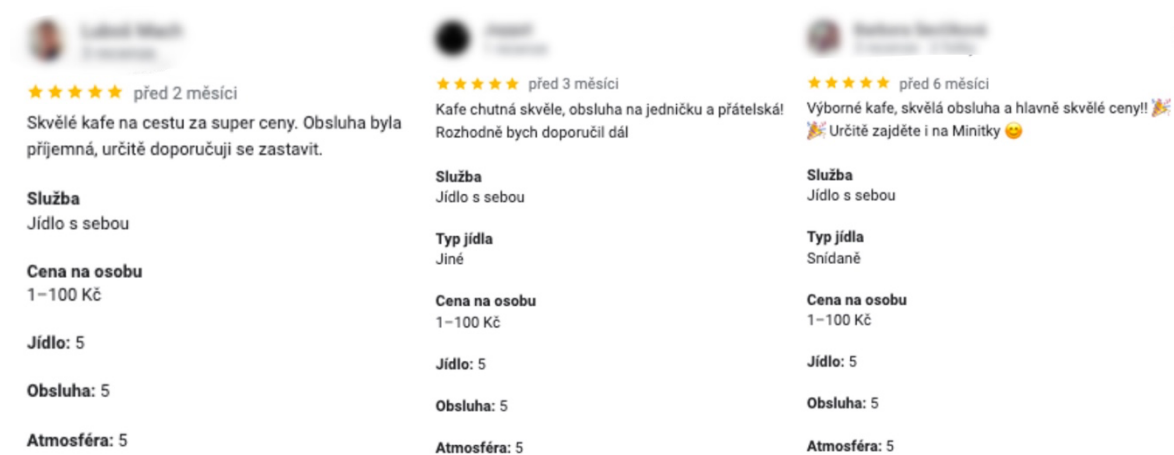 před 2 měsíci
Skvělé kafe na cestu za super ceny. Obsluha byla
příjemná, určitě doporučuji se zastavit.
Služba
Jídlo s sebou
Cena na osobu
1–100 Kč
Jídlo: 5
Obsluha: 5
Atmosféra: 5
před 3 měsíci
Kafe chutná skvěle, obsluha na jedničku a přátelská!
Rozhodně bych doporučil dál
Služba
Jídlo s sebou
Typ jídla
Jiné
Cena na osobu
1–100 Kč
Jídlo: 5
Obsluha: 5
Atmosféra: 5
před 6 měsíci
Výborné kafe, skvělá obsluha a hlavně skvělé ceny!! 🎉
🎉 Určitě zajděte i na Minitky 😊
Služba
Jídlo s sebou
Typ jídla
Snídaně
Cena na osobu
1–100 Kč
Jídlo: 5
Obsluha: 5
Atmosféra: 5